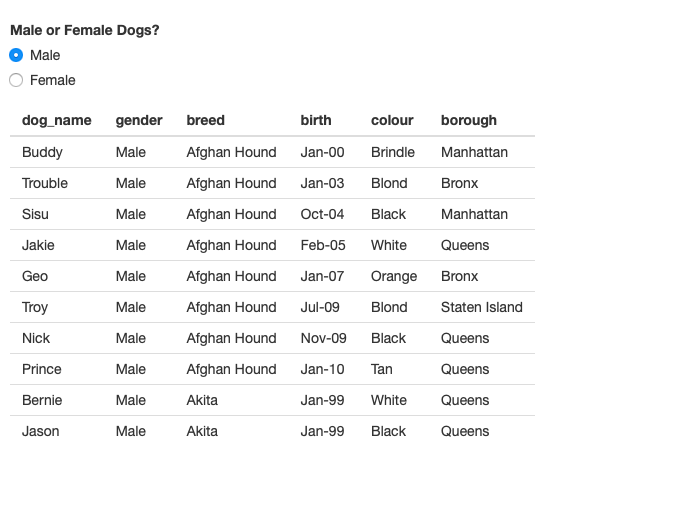 Male or Female Dogs?
Male
Female
dog_name gender breed birth colour borough
Buddy Male Afghan Hound Jan-00 Brindle Manhattan
Trouble Male Afghan Hound Jan-03 Blond Bronx
Sisu Male Afghan Hound Oct-04 Black Manhattan
Jakie Male Afghan Hound Feb-05 White Queens
Geo Male Afghan Hound Jan-07 Orange Bronx
Troy Male Afghan Hound Jul-09 Blond Staten Island
Nick Male Afghan Hound Nov-09 Black Queens
Prince Male Afghan Hound Jan-10 Tan Queens
Bernie Male Akita Jan-99 White Queens
Jason Male Akita Jan-99 Black Queens